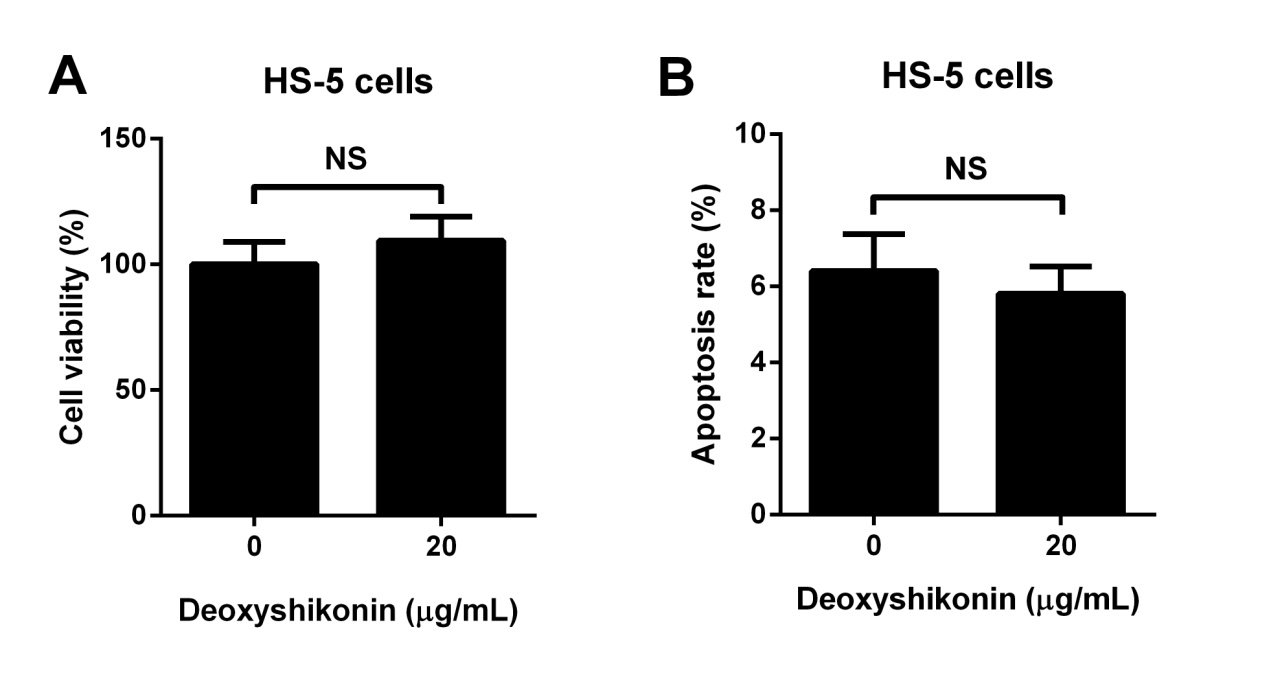 A
HS-5 cells
NS
150
100
50
0
Cell viability (%)
0
20
Deoxyshikonin (μg/mL)
B
HS-5 cells
NS
10
8
6
4
2
0
Apoptosis rate (%)
0
20
Deoxyshikonin (μg/mL)